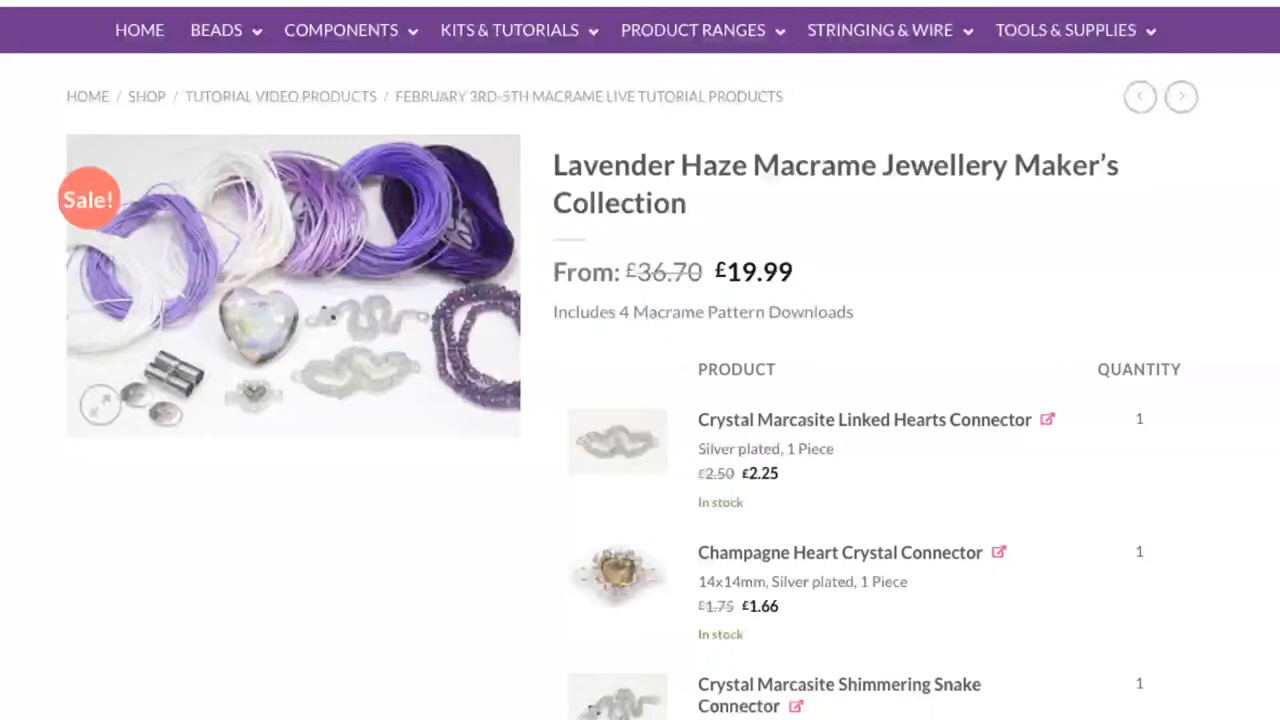 HOME BEADS COMPONENTS KITS & TUTORIALS PRODUCT RANGES STRINGING & WIRE TOOLS & SUPPLIES
HOME / SHOP / TUTORIAL VIDEO PRODUCTS / FEBRUARY 3RD-5TH MACRAME LIVE TUTORIAL PRODUCTS
Sale!
Lavender Haze Macrame Jewellery Maker's
Collection
From: £36.70 £19.99
Includes 4 Macrame Pattern Downloads
PRODUCT QUANTITY
Crystal Marcasite Linked Hearts Connector 1
Silver plated, 1 Piece
£2.50 £2.25
In stock
Champagne Heart Crystal Connector 1
14x14mm, Silver plated, 1 Piece
£1.75 £1.66
In stock
Crystal Marcasite Shimmering Snake 1
Connector